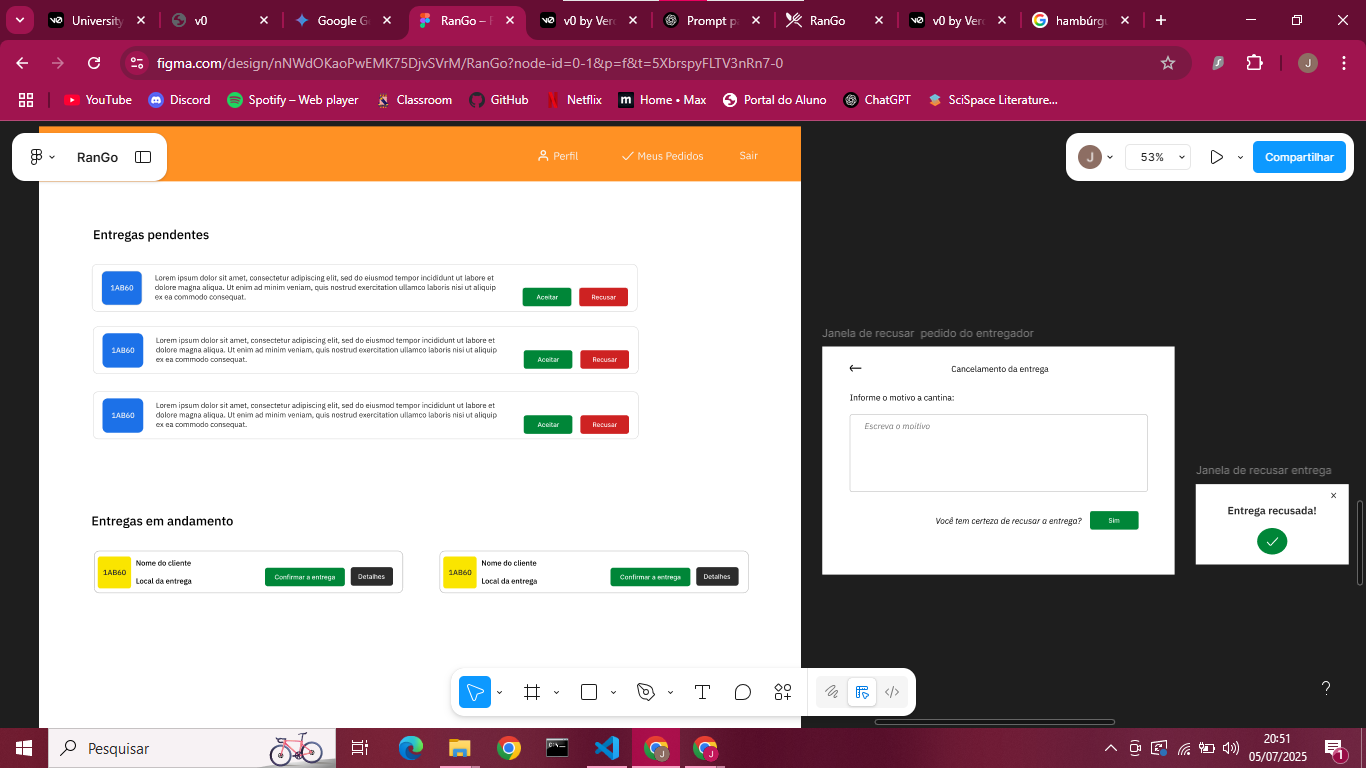 University
v0
Google Ge
RanGo – F
v0 by Verc
Prompt pa
RanGo
v0 by Verc
hambúrgu
figma.com/design/nNWdOKaoPwEMK75DjvSVrM/RanGo?node-id=0-1&p=f&t=5XbrspyFLTV3nRn7-0
J
YouTube
Discord
Spotify – Web player
Classroom
GitHub
Netflix
Home • Max
Portal do Aluno
ChatGPT
SciSpace Literature...
RanGo
Perfil
Meus Pedidos
Sair
J
53%
Compartilhar
Entregas pendentes
1AB60
Lorem ipsum dolor sit amet, consectetur adipiscing elit, sed do eiusmod tempor incididunt ut labore et
dolore magna aliqua. Ut enim ad minim veniam, quis nostrud exercitation ullamco laboris nisi ut aliquip
ex ea commodo consequat.
Aceitar
Recusar
1AB60
Lorem ipsum dolor sit amet, consectetur adipiscing elit, sed do eiusmod tempor incididunt ut labore et
dolore magna aliqua. Ut enim ad minim veniam, quis nostrud exercitation ullamco laboris nisi ut aliquip
ex ea commodo consequat.
Aceitar
Recusar
1AB60
Lorem ipsum dolor sit amet, consectetur adipiscing elit, sed do eiusmod tempor incididunt ut labore et
dolore magna aliqua. Ut enim ad minim veniam, quis nostrud exercitation ullamco laboris nisi ut aliquip
ex ea commodo consequat.
Aceitar
Recusar
Entregas em andamento
1AB60
Nome do cliente
Local da entrega
Confirmar a entrega
Detalhes
1AB60
Nome do cliente
Local da entrega
Confirmar a entrega
Detalhes
Janela de recusar pedido do entregador
Cancelamento da entrega
Informe o motivo a cantina:
Escreva o moitivo
Você tem certeza de recusar a entrega?
Sim
Janela de recusar entrega
Entrega recusada!
?
Pesquisar
20:51
05/07/2025
1